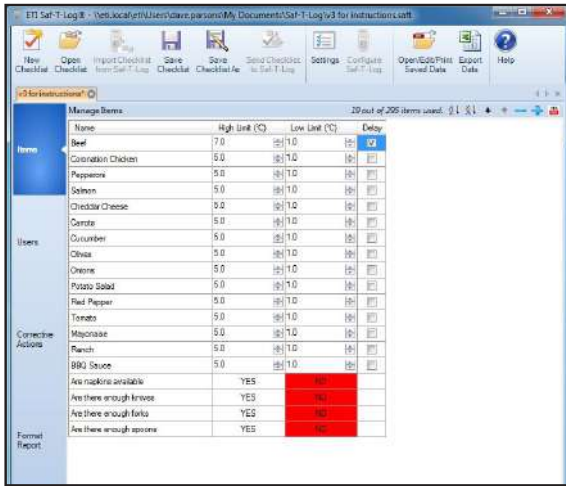 ETI Saf-T-Log® - \\eti.local\eti\Users\dave.parsons\My Documents\Saf-T-Log\v3 for instructions.saft
New Checklist
Open Checklist
Import Checklist from Saf-T-Log
Save Checklist
Save Checklist As
Send Checklist to Saf-T-Log
Settings
Configure Saf-T-Log
Open/Edit/Print Saved Data
Export Data
Help
v3 for instructions*
Manage Items 19 out of 295 items used.
Items
Users
Corrective Actions
Format Report
Name High Limit (°C) Low Limit (°C) Delay
Beef 7.0 1.0
Coronation Chicken 5.0 1.0
Pepperoni 5.0 1.0
Salmon 5.0 1.0
Cheddar Cheese 5.0 1.0
Carrots 5.0 1.0
Cucumber 5.0 1.0
Olives 5.0 1.0
Onions 5.0 1.0
Potato Salad 5.0 1.0
Red Pepper 5.0 1.0
Tomato 5.0 1.0
Mayonaise 5.0 1.0
Ranch 5.0 1.0
BBQ Sauce 5.0 1.0
Are napkins available YES NO
Are there enough knives YES NO
Are there enough forks YES NO
Are there enough spoons YES NO